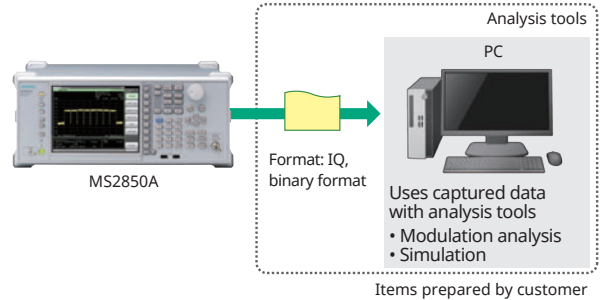 Analysis tools
PC
MS2850A
Format: IQ,
binary format
Uses captured data
with analysis tools
• Modulation analysis
• Simulation
Items prepared by customer